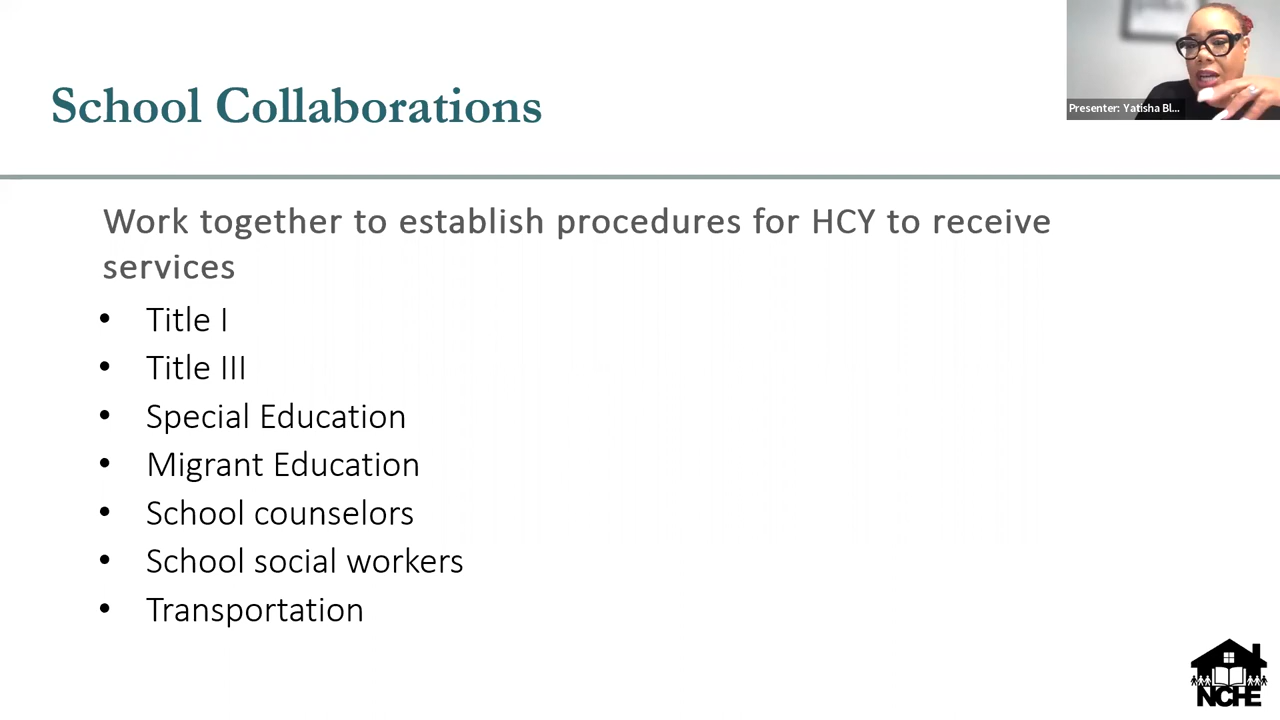 School Collaborations
Presenter: Yatisha Bl...
Work together to establish procedures for HCY to receive
services
• Title I
• Title III
• Special Education
• Migrant Education
• School counselors
• School social workers
• Transportation
NCHE